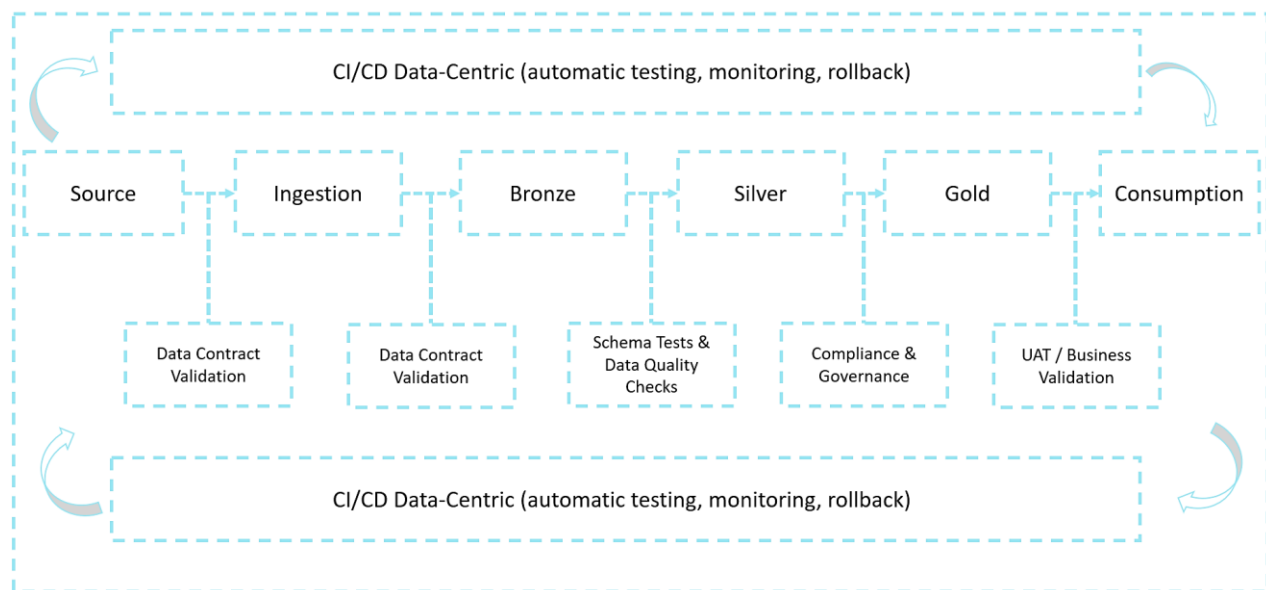 CI/CD Data-Centric (automatic testing, monitoring, rollback)
Source
Ingestion
Bronze
Silver
Gold
Consumption
Data Contract
Validation
Data Contract
Validation
Schema Tests &
Data Quality
Checks
Compliance &
Governance
UAT / Business
Validation
CI/CD Data-Centric (automatic testing, monitoring, rollback)